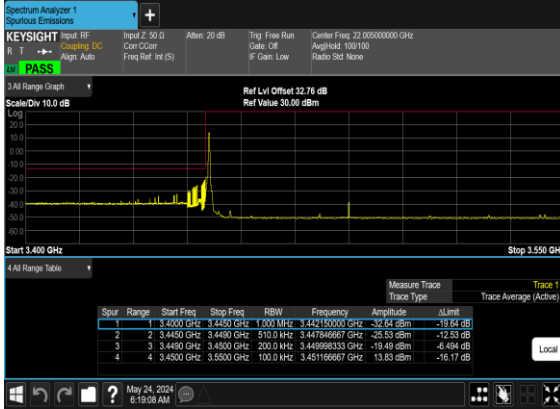 Spectrum Analyzer 1
Spurious Emissions
+
KEYSIGHT Input: RF Input Z: 50 Ω Atten: 20 dB Trig: Free Run Center Freq: 22.005000000 GHz
R T Coupling: DC Corr CCorr Gate: Off Avg|Hold: 100/100
Align: Auto Freq Ref: Int (S) IF Gain: Low Radio Std: None
PASS
3 All Range Graph
Ref Lvl Offset 32.76 dB
Scale/Div 10.0 dB Ref Value 30.00 dBm
Log
20.0
10.0
0.00
-10.0
-20.0
-30.0
-40.0
-50.0
-60.0
Start 3.400 GHz Stop 3.550 GH
4 All Range Table
Measure Trace Trace 1
Trace Type Trace Average (Active)
Spur Range Start Freq Stop Freq RBW Frequency Amplitude ΔLimit
1 1 3.4000 GHz 3.4450 GHz 1.000 MHz 3.442150000 GHz -32.64 dBm -19.64 dB
2 2 3.4450 GHz 3.4490 GHz 510.0 kHz 3.447846667 GHz -25.53 dBm -12.53 dB
3 3 3.4490 GHz 3.4500 GHz 200.0 kHz 3.449998333 GHz -19.49 dBm -6.494 dB
4 4 3.4500 GHz 3.5500 GHz 100.0 kHz 3.451166667 GHz 13.83 dBm -16.17 dB
Local
?
May 24, 2024
6:19:08 AM